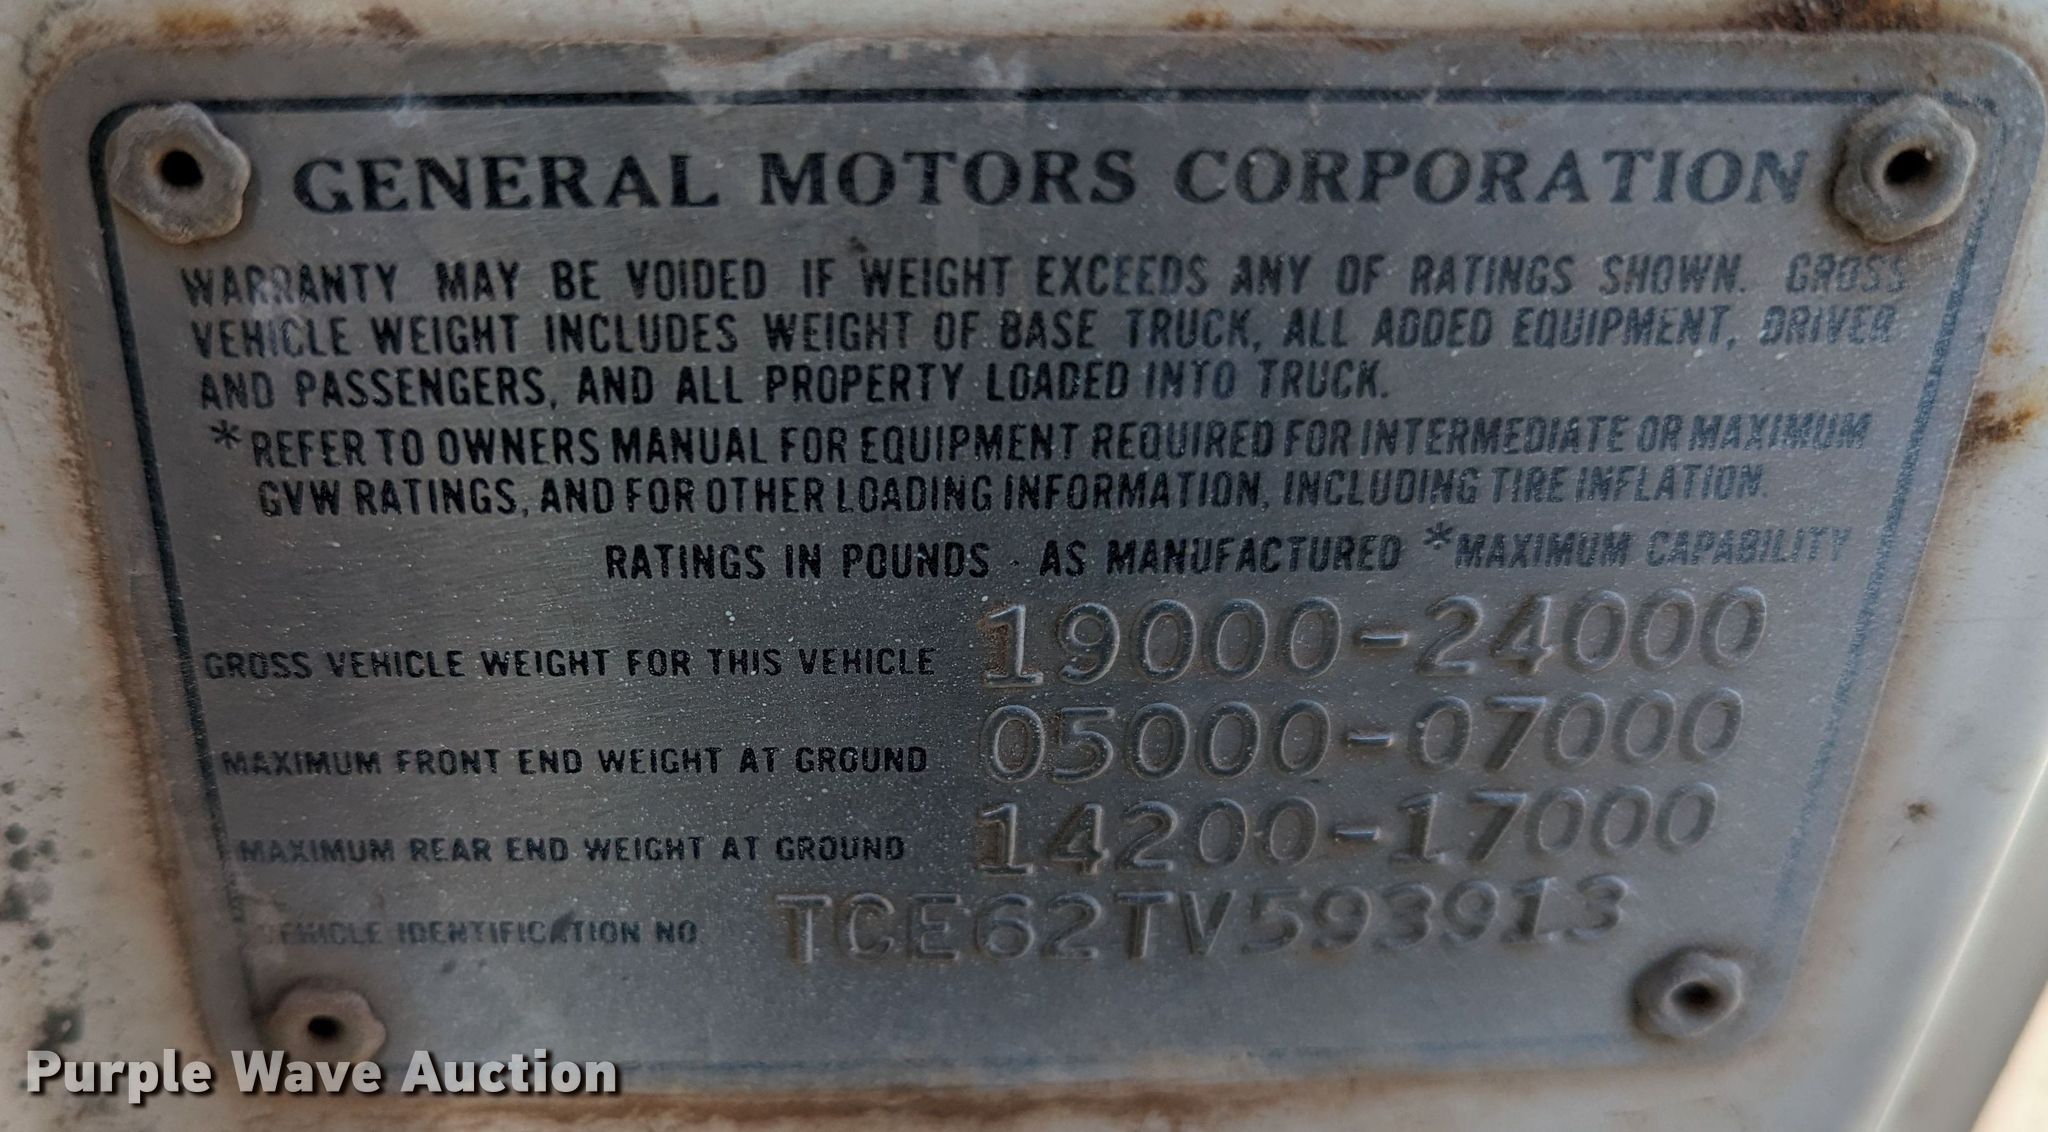 GENERAL MOTORS CORPORATION
WARRANTY MAY BE VOIDED IF WEIGHT EXCEEDS ANY OF RATINGS SHOWN. GROSS
VEHICLE WEIGHT INCLUDES WEIGHT OF BASE TRUCK, ALL ADDED EQUIPMENT, DRIVER
AND PASSENGERS, AND ALL PROPERTY LOADED INTO TRUCK.
*REFER TO OWNERS MANUAL FOR EQUIPMENT REQUIRED FOR INTERMEDIATE OR MAXIMUM
GVW RATINGS, AND FOR OTHER LOADING INFORMATION, INCLUDING TIRE INFLATION.
RATINGS IN POUNDS - AS MANUFACTURED *MAXIMUM CAPABILITY
GROSS VEHICLE WEIGHT FOR THIS VEHICLE 19000-24000
MAXIMUM FRONT END WEIGHT AT GROUND 05000-07000
MAXIMUM REAR END WEIGHT AT GROUND 14200-17000
VEHICLE IDENTIFICATION NO. TCE62TV593913
Purple Wave Auction